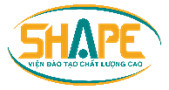 SHAPE
VIỆN ĐÀO TẠO CHẤT LƯỢNG CAO